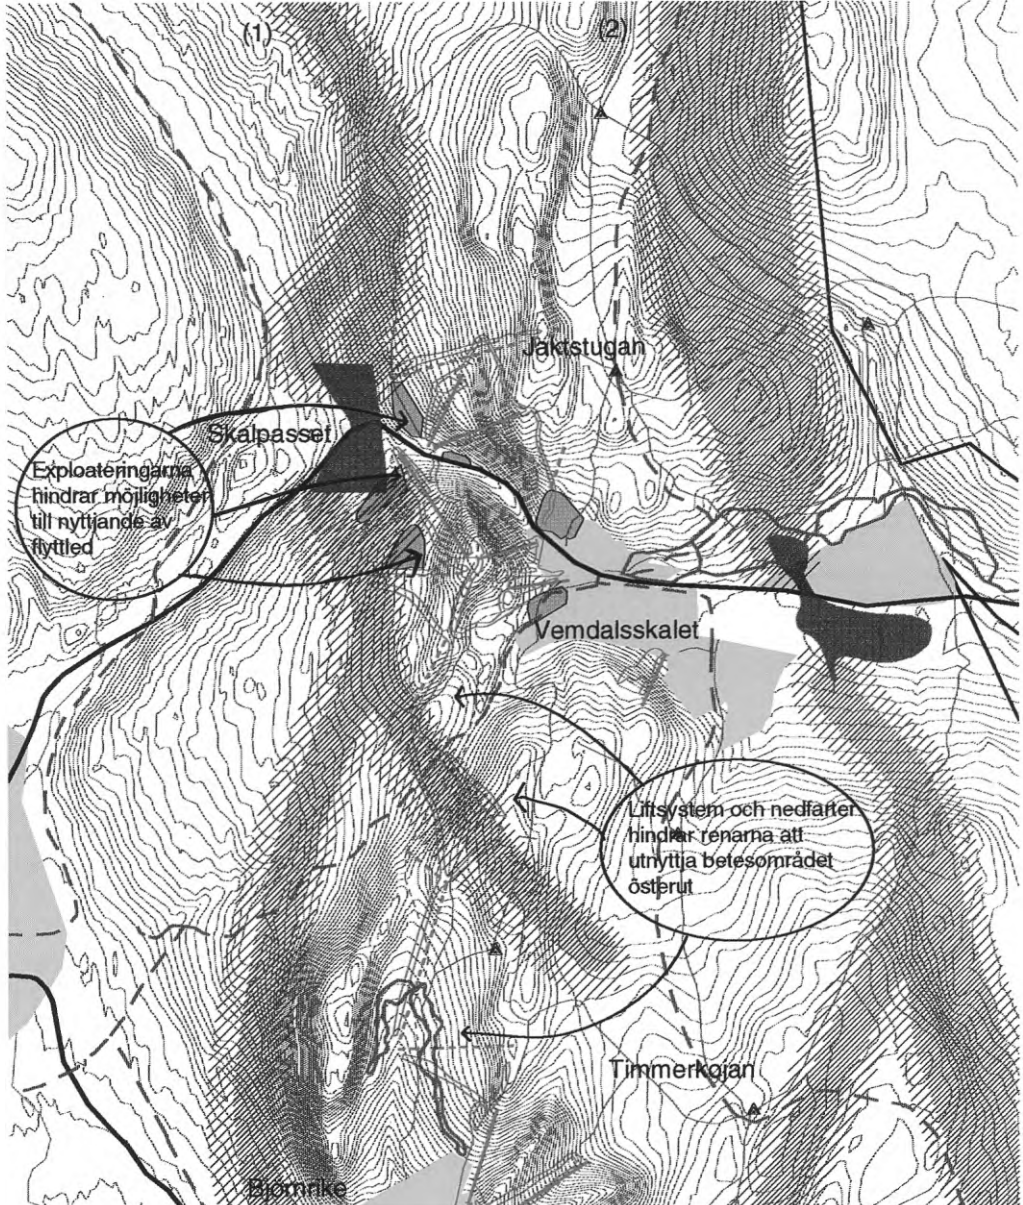 (1)
(2)
Jaktstugan
Skalpasset
Exploateringarna
hindrar möjligheter
till nyttjande av
flyttled
Vemdalsskalet
Liftsystem och nedfarter
hindrar renarna att
utnyttja betesområdet
österut
Timmerkojan
Björnrike